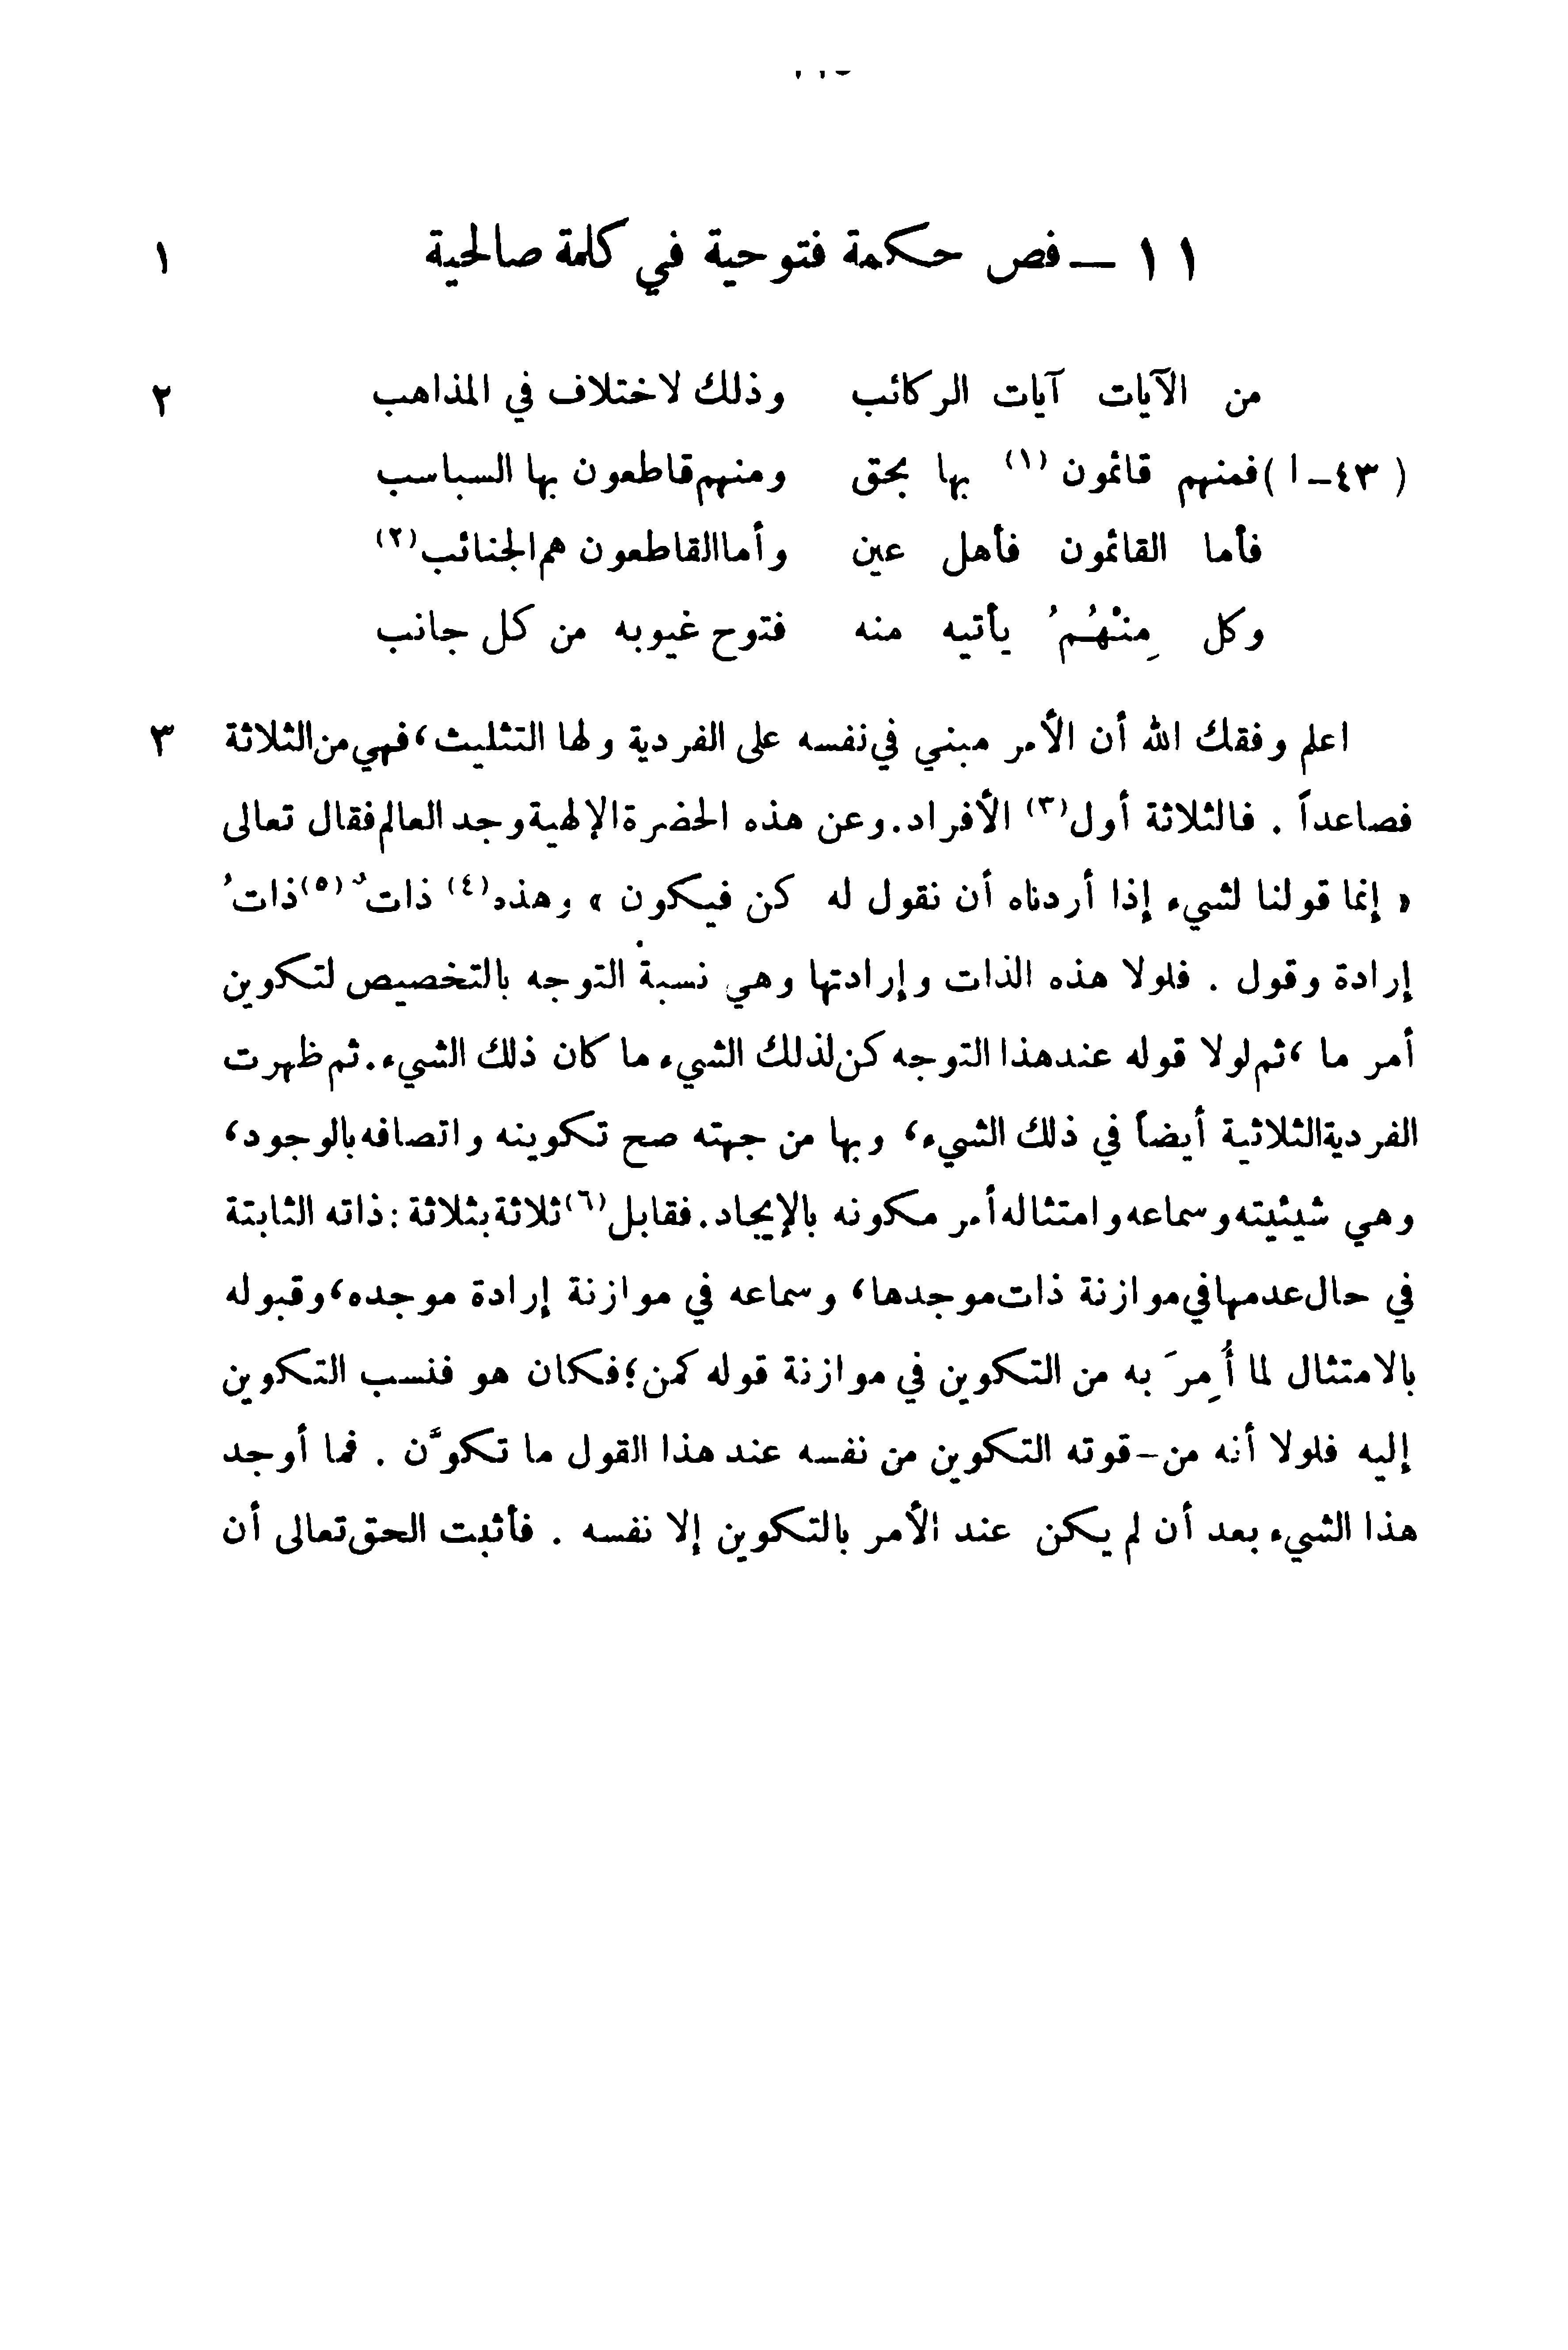 ١١ — فص حكمة فتوحية في كلمة صالحية ١
من الآيات آيات الركائب وذلك لاختلاف في المذاهب ٢
( ٤٣-ا ) فمنهم قائمون (١) بها بحق ومنهم قاطعون بها السباسب
فأما القائمون فأهل عين وأما القاطعون هم الجنائب (٢)
وكل مِنْهُمُ يأتيه منه فتوح غيوبه من كل جانب
اعلم وفقك الله أن الأمر مبني في نفسه على الفردية ولها التثليث، فهي من الثلاثة ٣
فصاعداً . فالثلاثة أول (٣) الأفراد. وعن هذه الحضرة الإلهية وجد العالم فقال تعالى
« إنما قولنا لشيء إذا أردناه أن نقول له كن فيكون » وهذه (٤) ذاتٌ (٥) ذاتُ
إرادة وقول . فلولا هذه الذات وإرادتها وهي نسبة التوجه بالتخصيص لتكوين
أمر ما ، ثم لولا قوله عند هذا التوجه كن لذلك الشيء ما كان ذلك الشيء. ثم ظهرت
الفردية الثلاثية أيضاً في ذلك الشيء، وبها من جهته صح تكوينه واتصافه بالوجود،
وهي شيئيته وسماعه وامتثاله أمر مكونه بالإيجاد. فقابل (٦) ثلاثة بثلاثة: ذاته الثابتة
في حال عدمها في موازنة ذات موجدها، وسماعه في موازنة إرادة موجده، وقبوله
بالامتثال لما أُمِرَ به من التكوين في موازنة قوله كن؛ فكان هو فنسب التكوين
إليه فلولا أنه من-قوته التكوين من نفسه عند هذا القول ما تكوَّن . فما أوجد
هذا الشيء بعد أن لم يكن عند الأمر بالتكوين إلا نفسه . فأثبت الحق تعالى أن